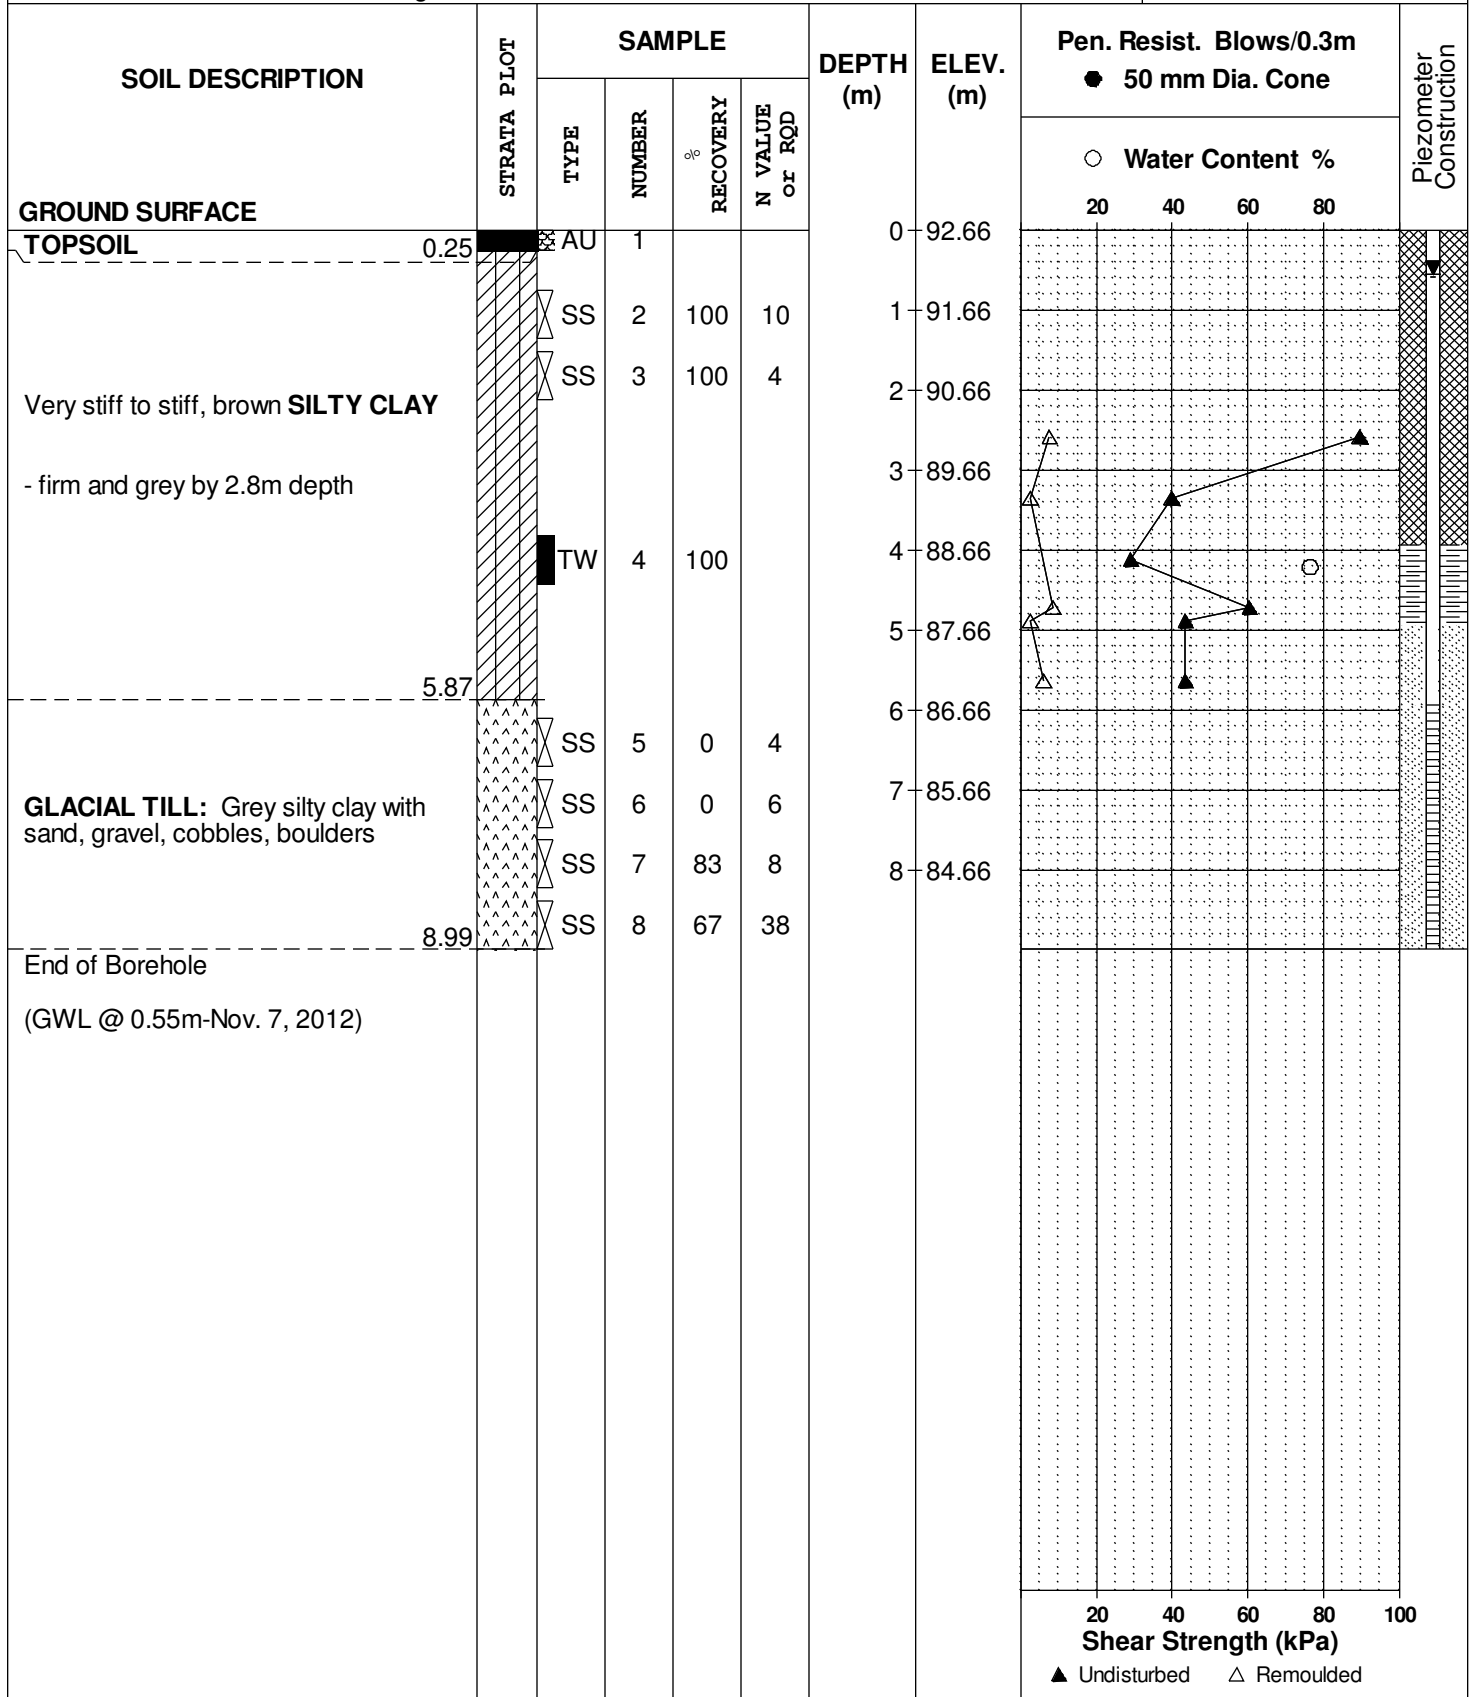 SOIL DESCRIPTION
GROUND SURFACE
STRATA PLOT
SAMPLE
TYPE
NUMBER
% RECOVERY
N VALUE or RQD
DEPTH (m)
ELEV. (m)
Pen. Resist. Blows/0.3m
● 50 mm Dia. Cone
○ Water Content %
20 40 60 80
Piezometer Construction
TOPSOIL 0.25 AU 1
0 92.66
SS 2 100 10
1 91.66
SS 3 100 4
2 90.66
Very stiff to stiff, brown SILTY CLAY
3 89.66
- firm and grey by 2.8m depth
4 88.66
TW 4 100
5 87.66
5.87
6 86.66
SS 5 0 4
7 85.66
GLACIAL TILL: Grey silty clay with
SS 6 0 6
sand, gravel, cobbles, boulders
SS 7 83 8
8 84.66
SS 8 67 38
8.99
End of Borehole
(GWL @ 0.55m-Nov. 7, 2012)
20 40 60 80 100
Shear Strength (kPa)
▲ Undisturbed △ Remoulded